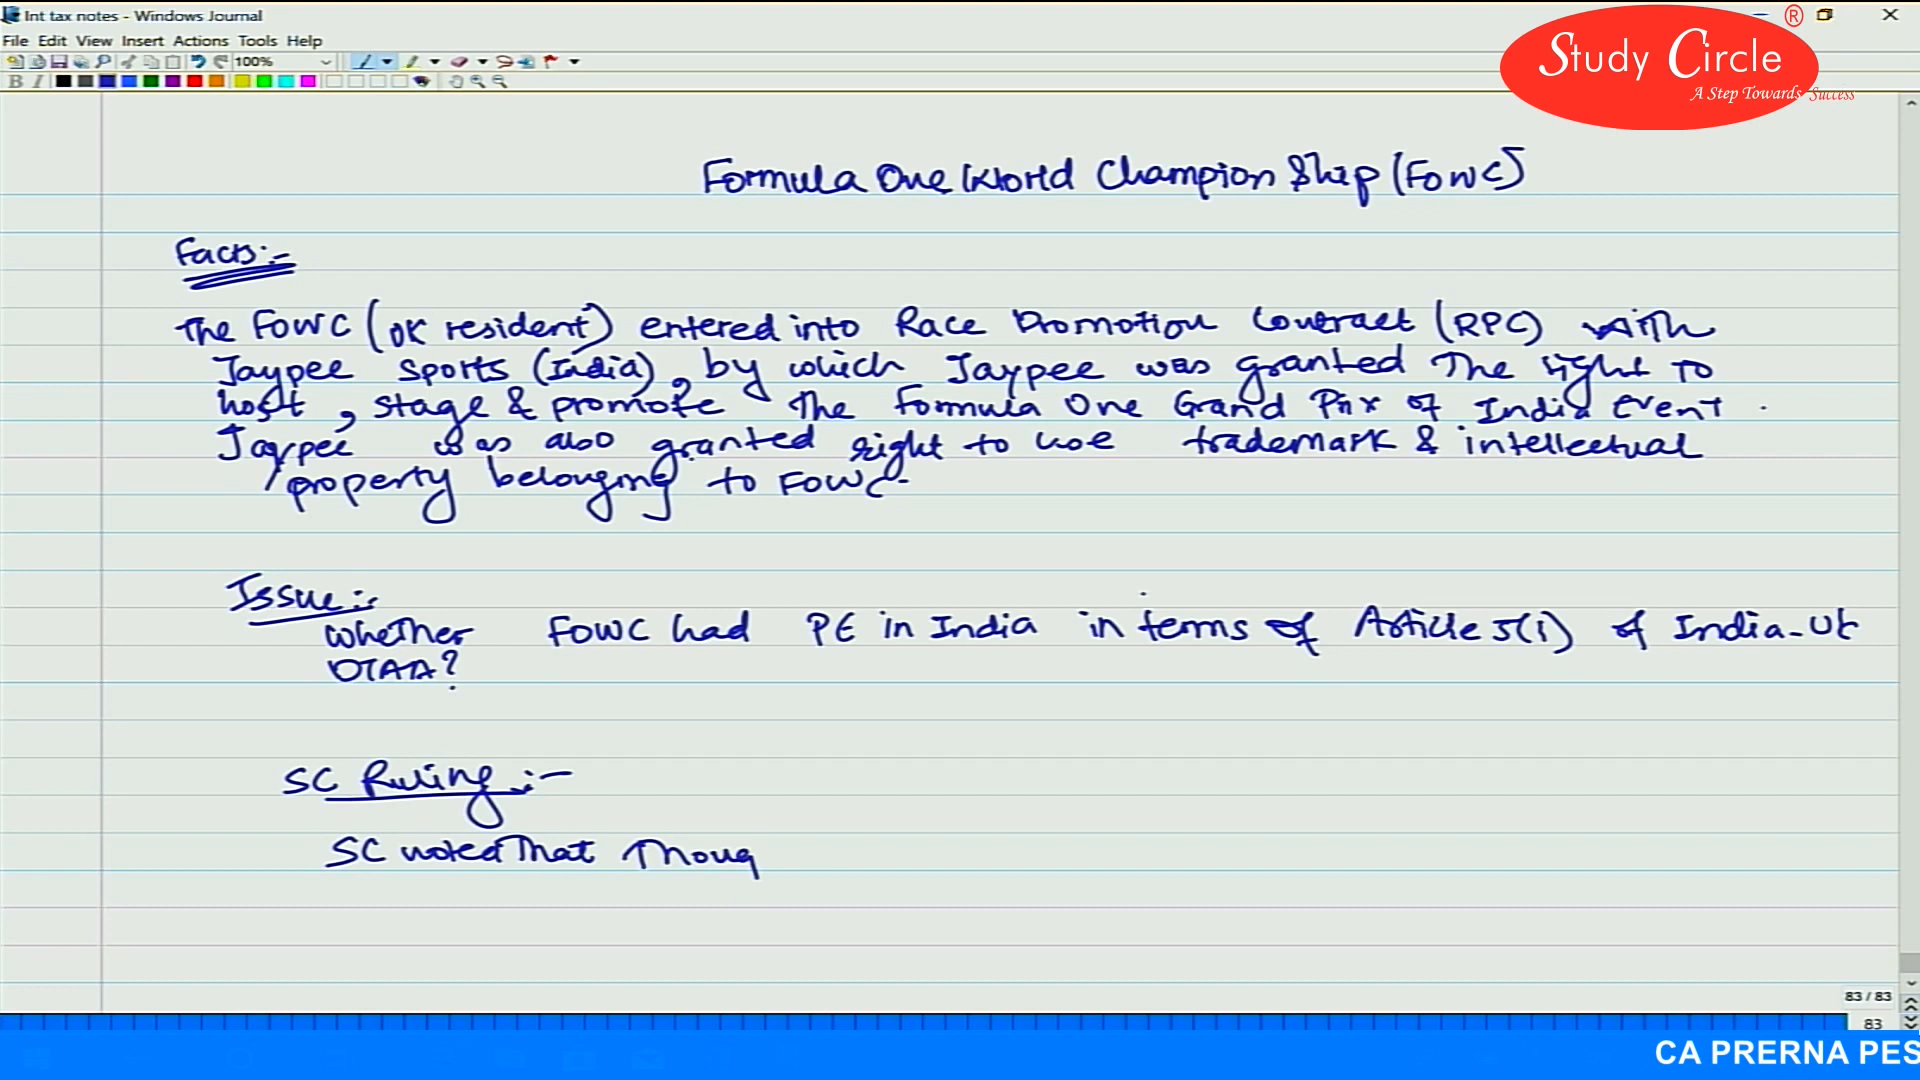 Int tax notes - Windows Journal
File Edit View Insert Actions Tools Help
100%
B I
Study Circle ®
A Step Towards Success
Formula One World Champion Ship (FOWC)
Facts:-
The FOWC (UK resident) entered into Race Promotion Contract (RPC) with
Jaypee Sports (India), by which Jaypee was granted the right to
host, stage & promote the Formula One Grand Prix of India Event.
Jaypee was also granted right to use trademark & intellectual
property belonging to FOWC.
Issue:-
Whether FOWC had PE in India in terms of Article 5(1) of India-UK
DTAA?
SC Ruling:-
SC noted that Thoug
83 / 83
83
CA PRERNA PES